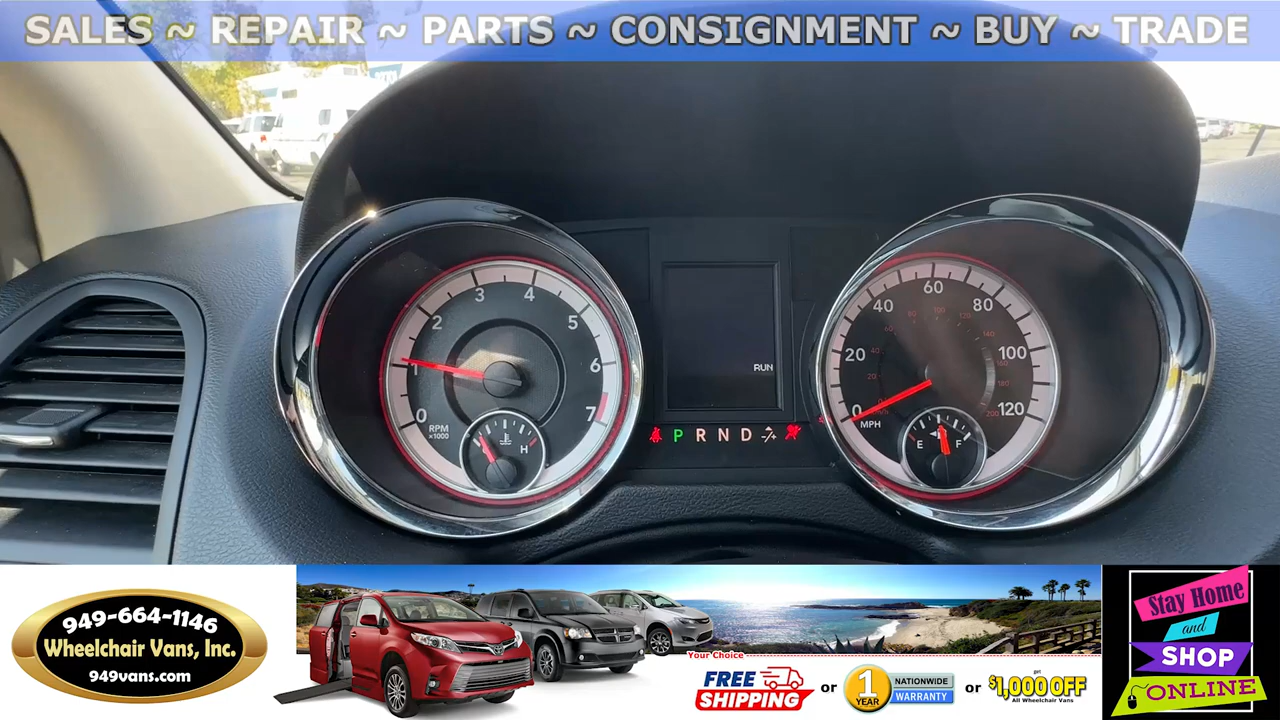 SALES ~ REPAIR ~ PARTS ~ CONSIGNMENT ~ BUY ~ TRADE
0 1 2 3 4 5 6 7
RPM
×1000
H
RUN
P R N D
0 20 40 60 80 100 120
MPH
E F
949-664-1146
Wheelchair Vans, Inc.
949vans.com
Your Choice
FREE SHIPPING
or
1 YEAR
NATIONWIDE
WARRANTY
or
get
$1,000 OFF
All Wheelchair Vans
Stay Home
and
SHOP
ONLINE